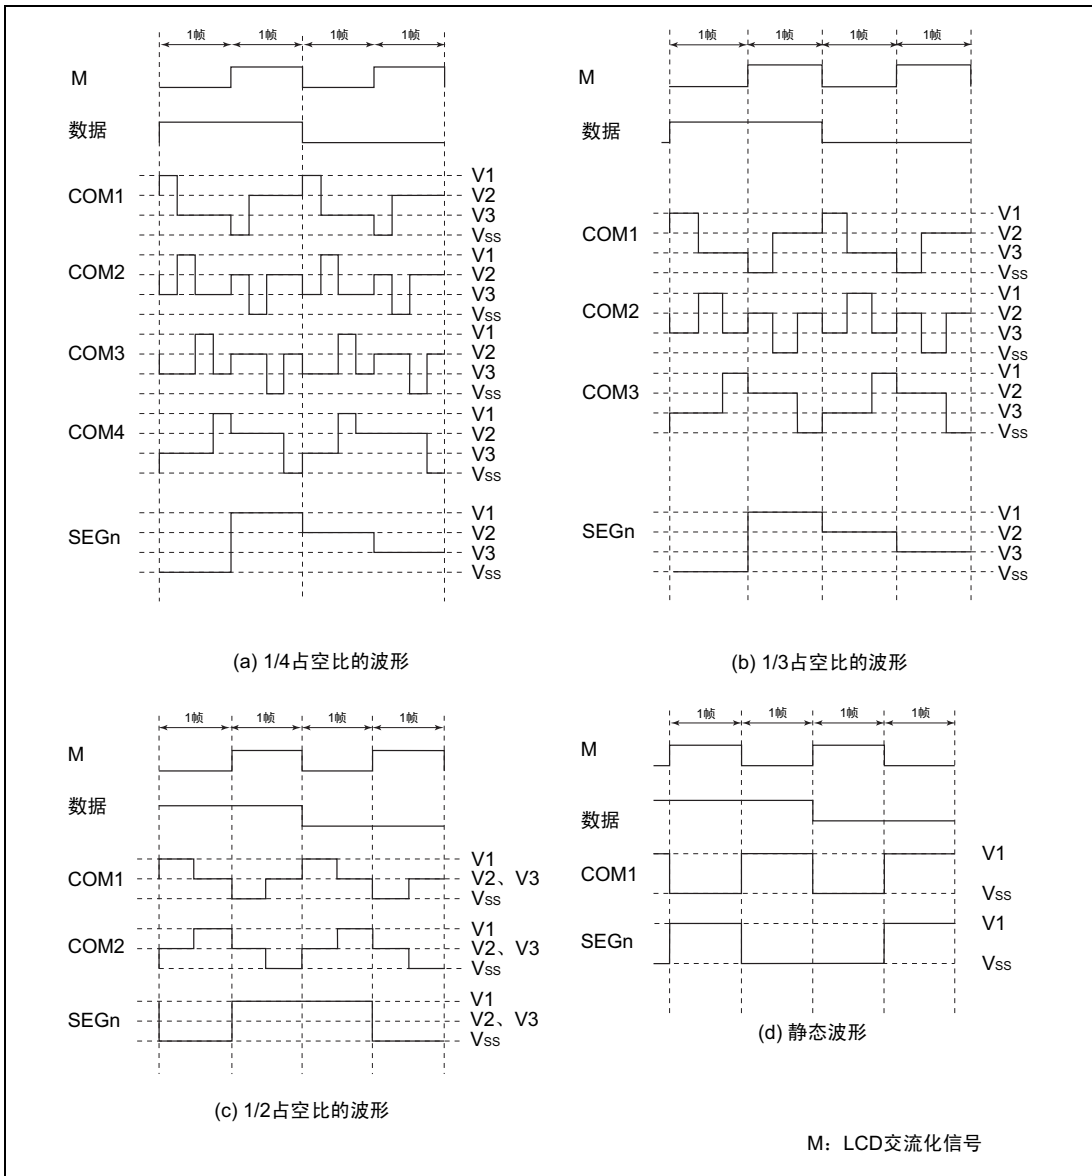 1帧 1帧 1帧 1帧
M
数据
COM1
V1
V2
V3
Vss
COM2
V1
V2
V3
Vss
COM3
V1
V2
V3
Vss
COM4
V1
V2
V3
Vss
SEGn
V1
V2
V3
Vss
(a) 1/4占空比的波形
1帧 1帧 1帧 1帧
M
数据
COM1
V1
V2
V3
Vss
COM2
V1
V2
V3
Vss
COM3
V1
V2
V3
Vss
SEGn
V1
V2
V3
Vss
(b) 1/3占空比的波形
1帧 1帧 1帧 1帧
M
数据
COM1
V1
V2、V3
Vss
COM2
V1
V2、V3
Vss
SEGn
V1
V2、V3
Vss
(c) 1/2占空比的波形
1帧 1帧 1帧 1帧
M
数据
COM1
V1
Vss
SEGn
V1
Vss
(d) 静态波形
M：LCD交流化信号